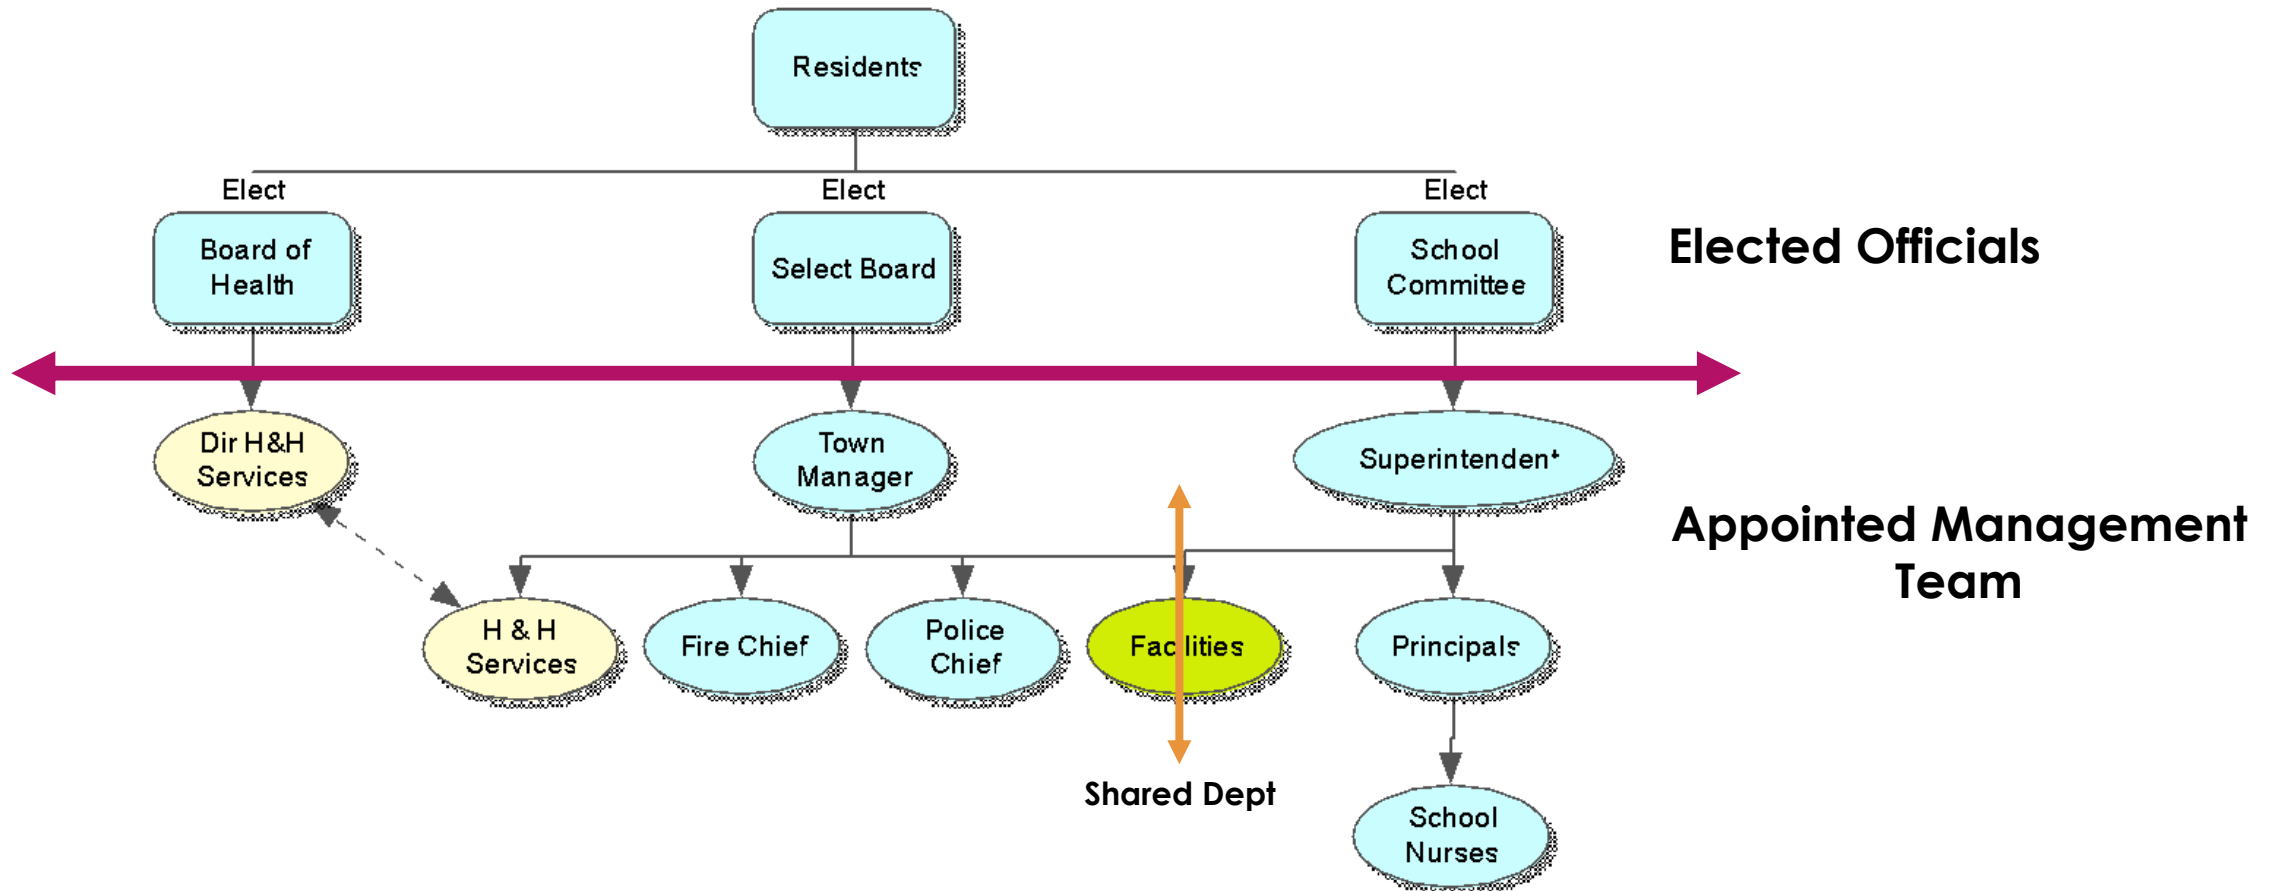 Residents
Elect
Elect
Elect
Board of
Health
Select Board
School
Committee
Elected Officials
Dir H&H
Services
Town
Manager
Superintendent
Appointed Management
Team
H & H
Services
Fire Chief
Police
Chief
Facilities
Principals
Shared Dept
School
Nurses